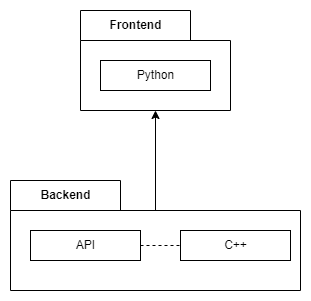 Frontend
Python
Backend
API
C++